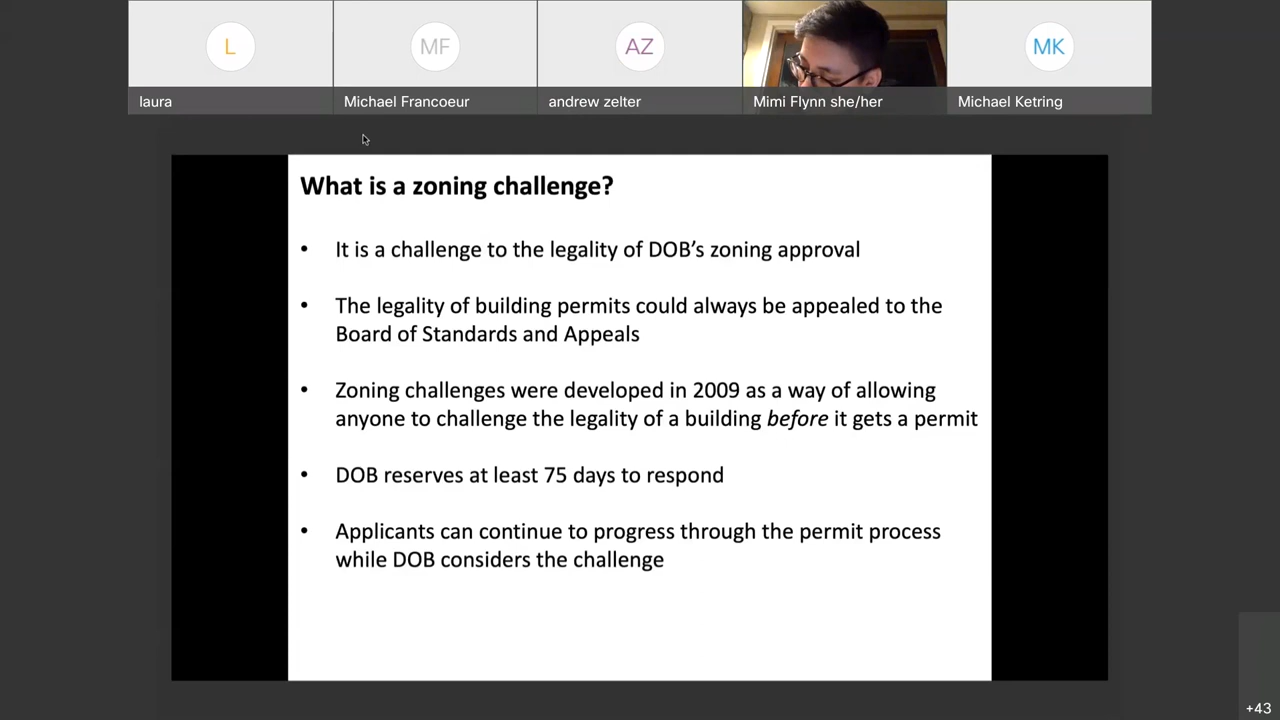 L
MF
AZ
MK
laura
Michael Francoeur
andrew zelter
Mimi Flynn she/her
Michael Ketring
What is a zoning challenge?
• It is a challenge to the legality of DOB’s zoning approval
• The legality of building permits could always be appealed to the
Board of Standards and Appeals
• Zoning challenges were developed in 2009 as a way of allowing
anyone to challenge the legality of a building before it gets a permit
• DOB reserves at least 75 days to respond
• Applicants can continue to progress through the permit process
while DOB considers the challenge
+43